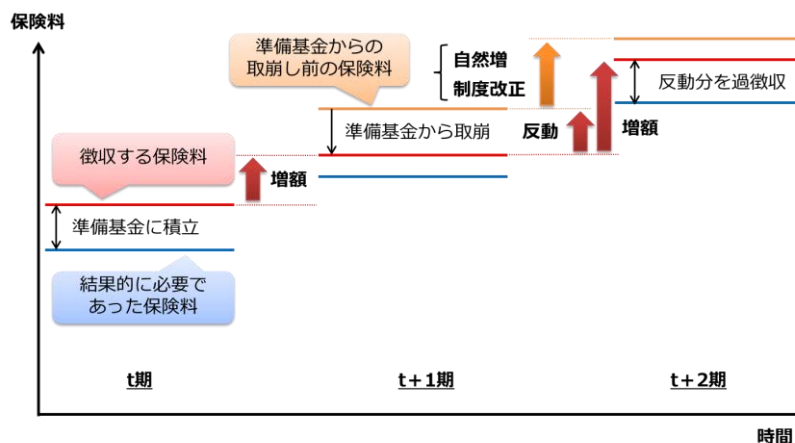 保険料
準備基金からの
取崩し前の保険料
自然増
制度改正
反動分を過徴収
準備基金から取崩
反動
増額
徴収する保険料
増額
準備基金に積立
結果的に必要で
あった保険料
t期
t+1期
t+2期
時間